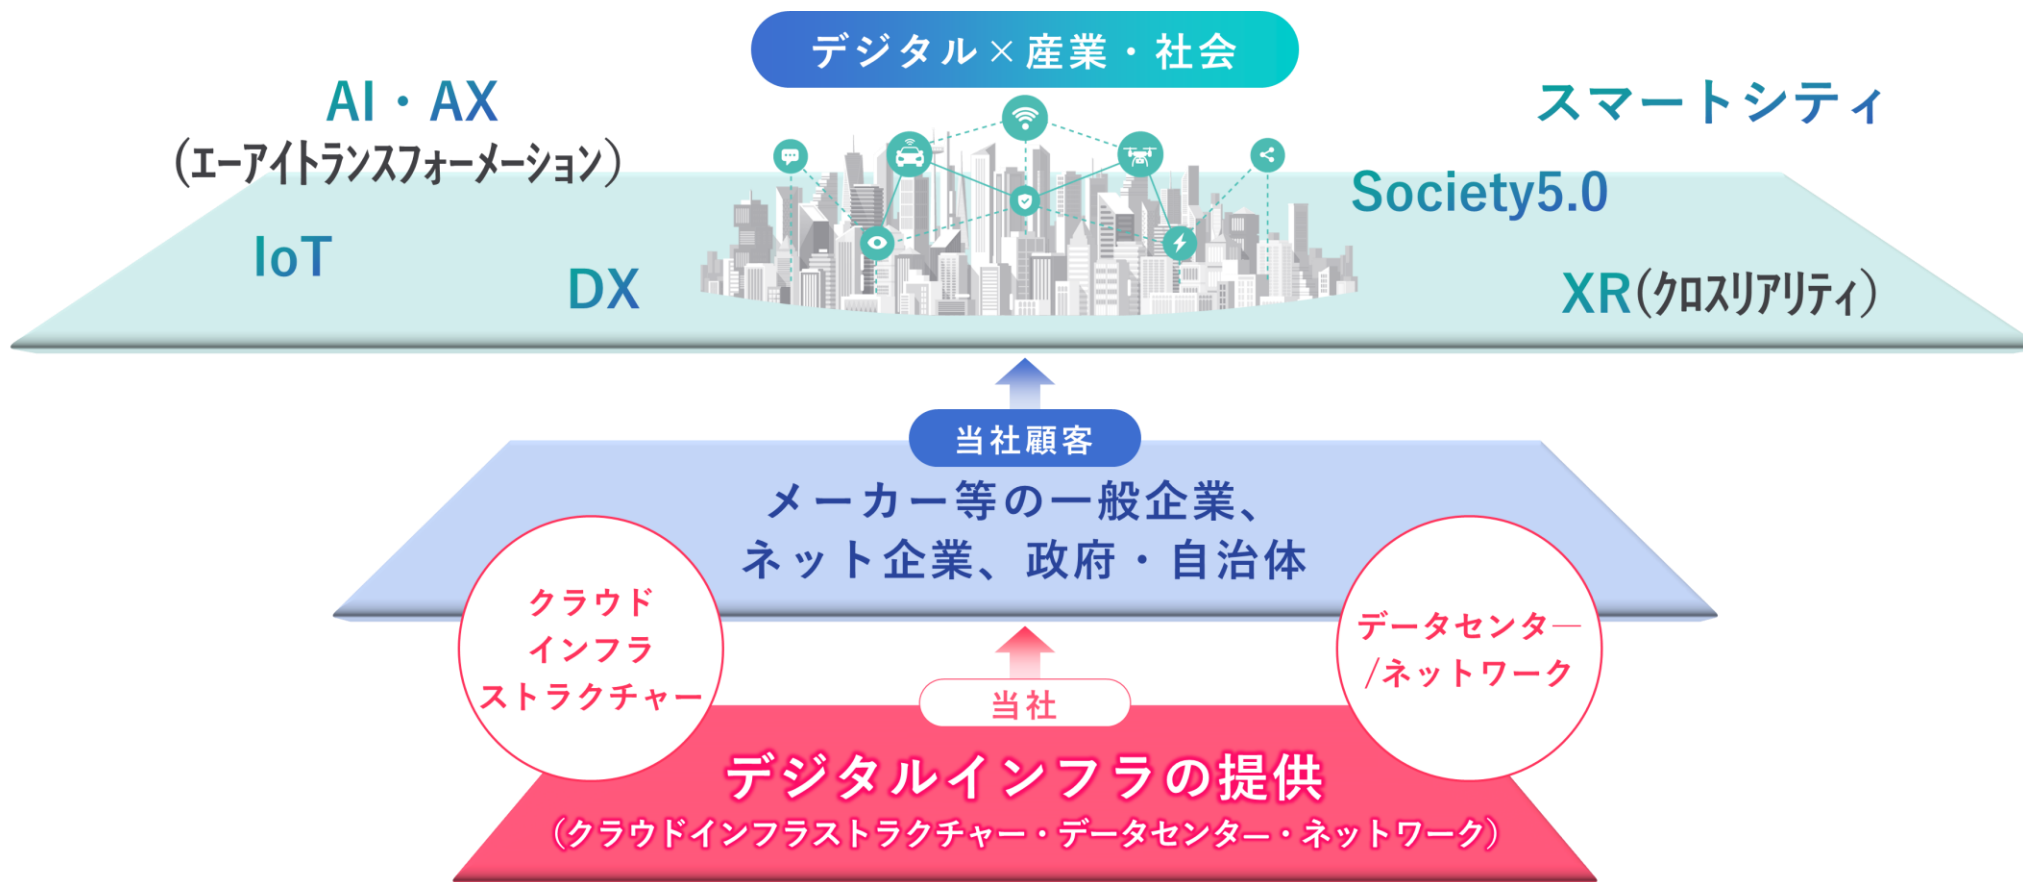 デジタル×産業・社会
AI・AX
(エーアイトランスフォーメーション)
スマートシティ
Society5.0
IoT
DX
XR(クロスリアリティ)
当社顧客
メーカー等の一般企業、
ネット企業、政府・自治体
クラウド
インフラ
ストラクチャー
データセンター
/ネットワーク
当社
デジタルインフラの提供
(クラウドインフラストラクチャー・データセンター・ネットワーク)